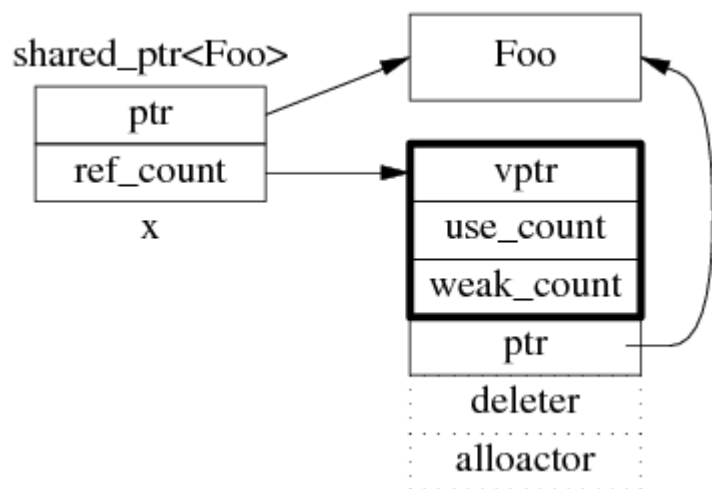 shared_ptr<Foo>
ptr
ref_count
x
Foo
vptr
use_count
weak_count
ptr
deleter
alloactor